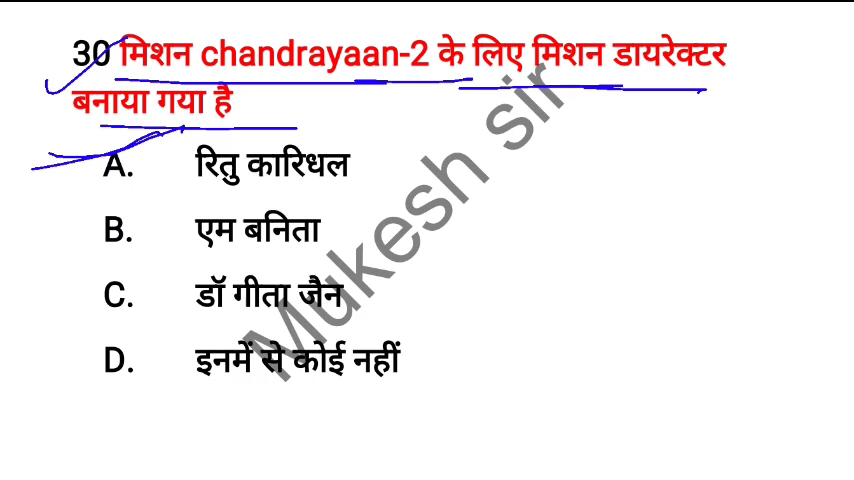 30 मिशन chandrayaan-2 के लिए मिशन डायरेक्टर
बनाया गया है
A. रितु कारिधल
B. एम बनिता
C. डॉ गीता जैन
D. इनमें से कोई नहीं
Mukesh sir